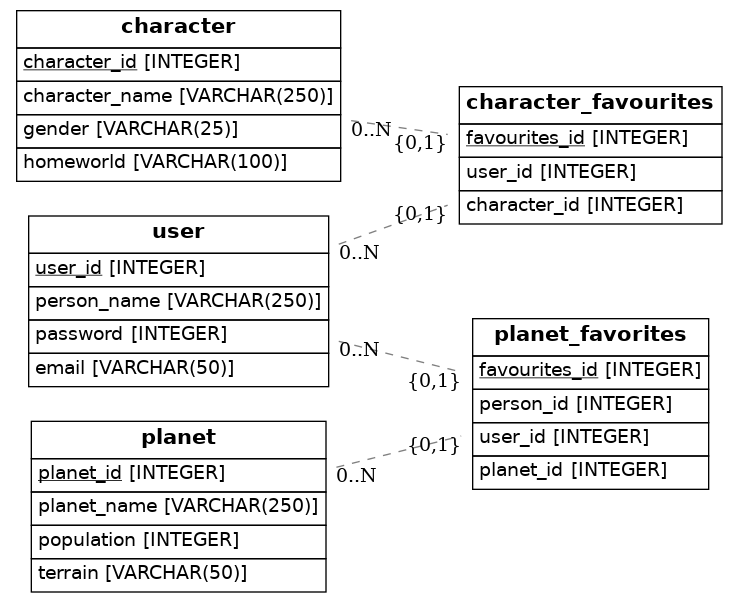 character
character_id [INTEGER]
character_name [VARCHAR(250)]
gender [VARCHAR(25)]
homeworld [VARCHAR(100)]
0..N
{0,1}
character_favourites
favourites_id [INTEGER]
user_id [INTEGER]
character_id [INTEGER]
user
user_id [INTEGER]
person_name [VARCHAR(250)]
password [INTEGER]
email [VARCHAR(50)]
{0,1}
0..N
0..N
{0,1}
planet_favorites
favourites_id [INTEGER]
person_id [INTEGER]
user_id [INTEGER]
planet_id [INTEGER]
planet
planet_id [INTEGER]
planet_name [VARCHAR(250)]
population [INTEGER]
terrain [VARCHAR(50)]
{0,1}
0..N